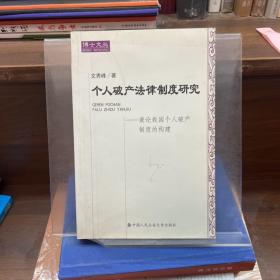 博士文丛
文秀峰/著
个人破产法律制度研究
GEREN POCHAN
FALU ZHIDU YANJIU
——兼论我国个人破产
制度的构建
中国人民公安大学出版社